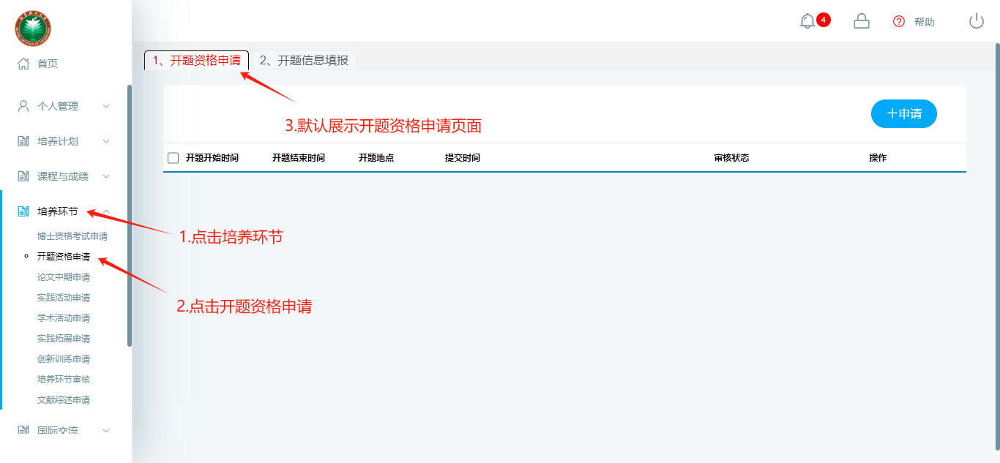 4
帮助
首页
个人管理
培养计划
课程与成绩
培养环节
博士资格考试申请
开题资格申请
论文中期申请
实践活动申请
学术活动申请
实践拓展申请
创新训练申请
培养环节审核
文献综述申请
国际交流
1、开题资格申请 2、开题信息填报
3.默认展示开题资格申请页面
+申请
开题开始时间 开题结束时间 开题地点 提交时间 审核状态 操作
1.点击培养环节
2.点击开题资格申请